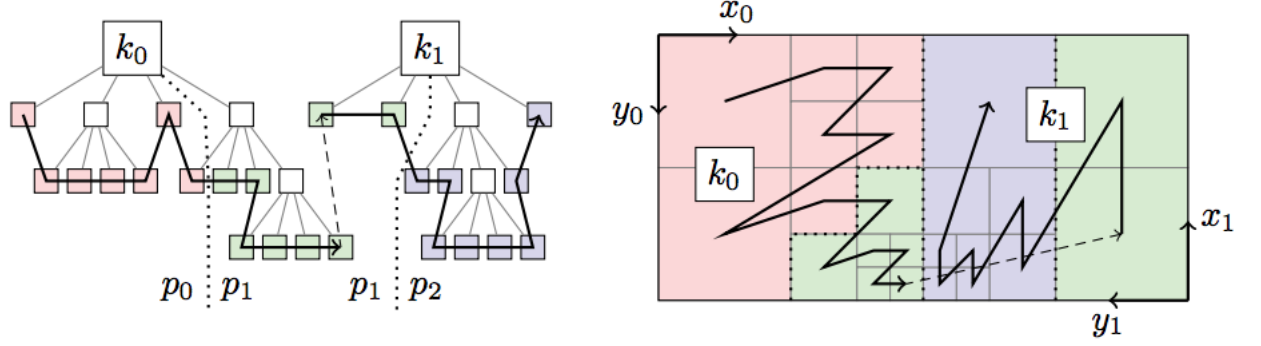 k₀ k₁
p₀ p₁ p₁ p₂
x₀
y₀
k₀
k₁
x₁
y₁